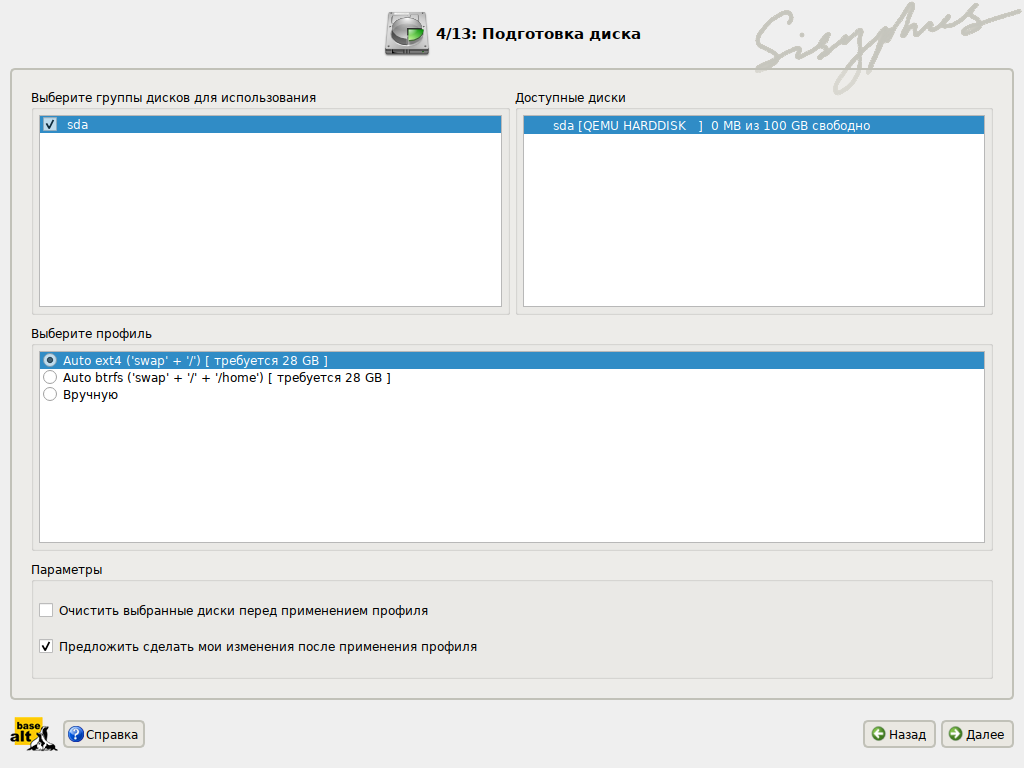 4/13: Подготовка диска
Sisyphus
Выберите группы дисков для использования
Доступные диски
sda
sda [QEMU HARDDISK ] 0 MB из 100 GB свободно
Выберите профиль
Auto ext4 ('swap' + '/') [ требуется 28 GB ]
Auto btrfs ('swap' + '/' + '/home') [ требуется 28 GB ]
Вручную
Параметры
Очистить выбранные диски перед применением профиля
Предложить сделать мои изменения после применения профиля
base
alt
Справка
Назад
Далее